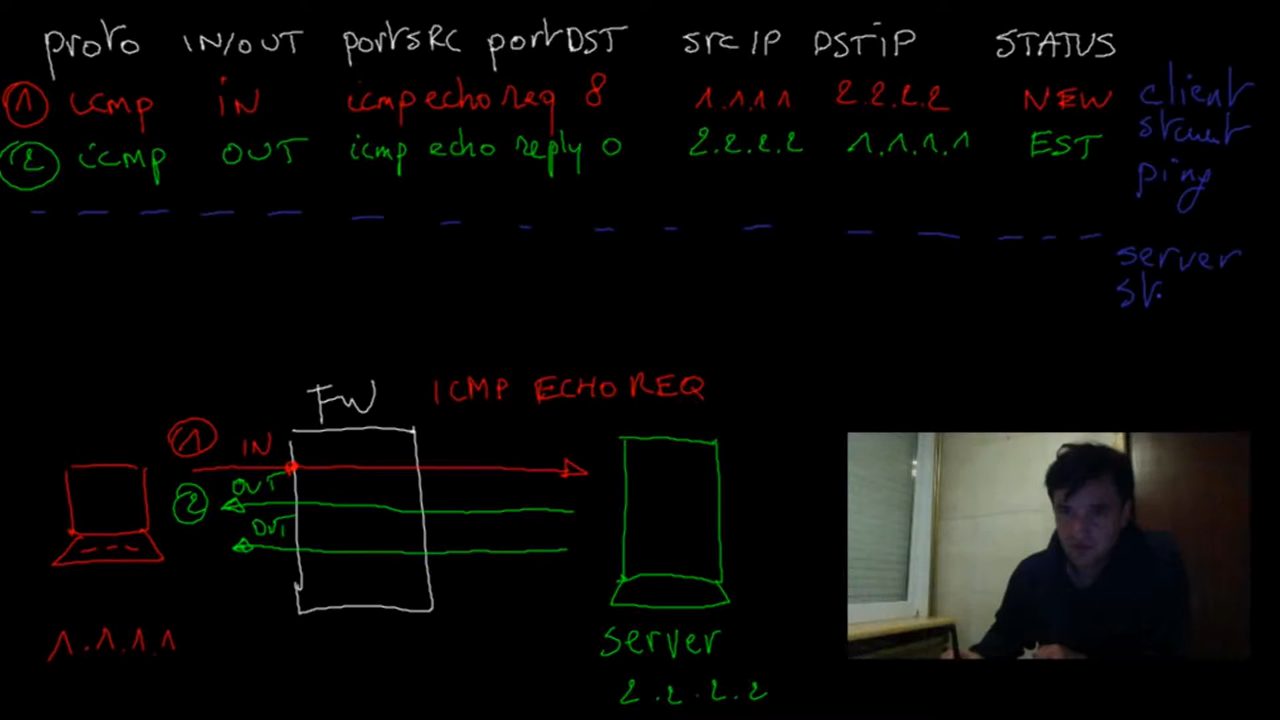 proto IN/OUT portSRC portDST srcIP DSTIP STATUS
1 icmp iN icmp echo req 8 1.1.1.1 2.2.2.2 NEW
2 icmp OUT icmp echo reply 0 2.2.2.2 1.1.1.1 EST
client
ping
server
FW ICMP ECHO REQ
1 IN
2 OUT
OUT
1.1.1.1
server
2.2.2.2